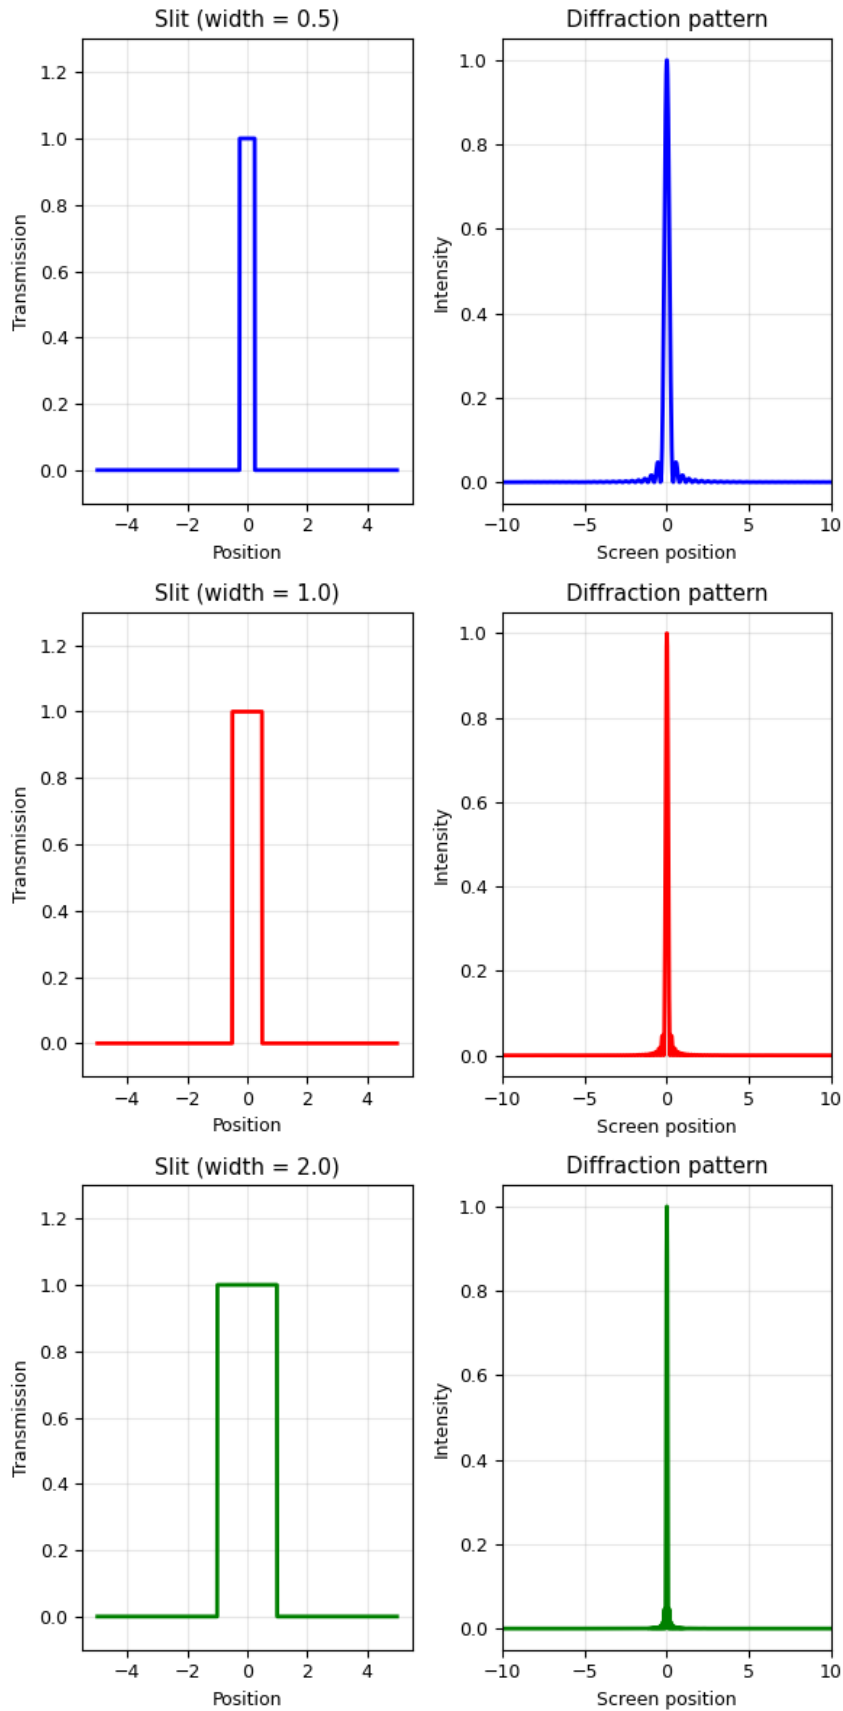 Slit (width = 0.5)
Transmission
1.2
1.0
0.8
0.6
0.4
0.2
0.0
−4 −2 0 2 4
Position
Diffraction pattern
Intensity
1.0
0.8
0.6
0.4
0.2
0.0
−10 −5 0 5 10
Screen position
Slit (width = 1.0)
Transmission
1.2
1.0
0.8
0.6
0.4
0.2
0.0
−4 −2 0 2 4
Position
Diffraction pattern
Intensity
1.0
0.8
0.6
0.4
0.2
0.0
−10 −5 0 5 10
Screen position
Slit (width = 2.0)
Transmission
1.2
1.0
0.8
0.6
0.4
0.2
0.0
−4 −2 0 2 4
Position
Diffraction pattern
Intensity
1.0
0.8
0.6
0.4
0.2
0.0
−10 −5 0 5 10
Screen position